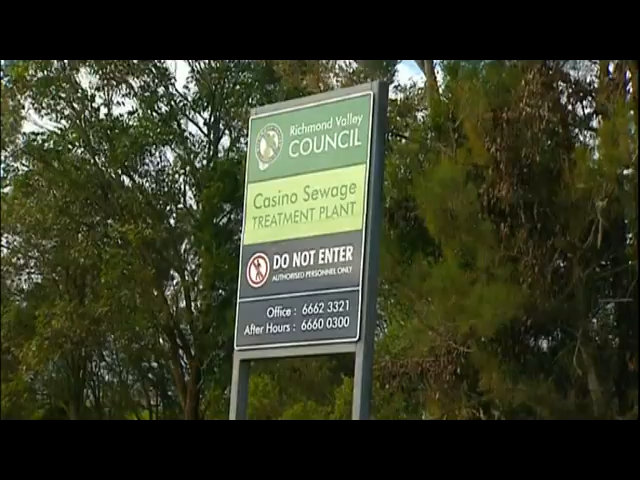 Richmond Valley
COUNCIL
Casino Sewage
TREATMENT PLANT
DO NOT ENTER
AUTHORISED PERSONNEL ONLY
Office : 6662 3321
After Hours : 6660 0300